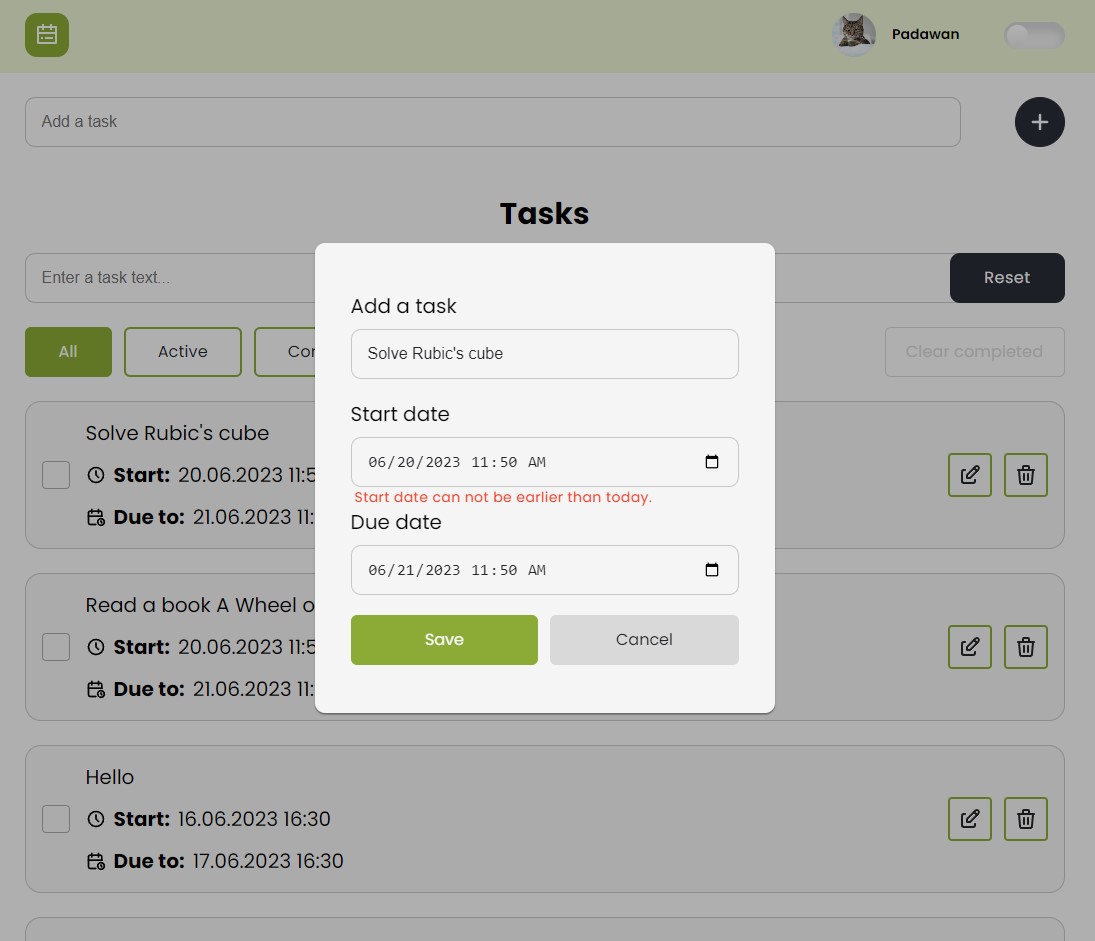 Padawan
Add a task
Tasks
Enter a task text...
Reset
All
Active
Clear completed
Add a task
Solve Rubic's cube
Start date
06/20/2023 11:50 AM
Start date can not be earlier than today.
Due date
06/21/2023 11:50 AM
Save
Cancel
Solve Rubic's cube
Start: 20.06.2023 11:5
Due to: 21.06.2023 11:
Read a book A Wheel o
Start: 20.06.2023 11:5
Due to: 21.06.2023 11:
Hello
Start: 16.06.2023 16:30
Due to: 17.06.2023 16:30